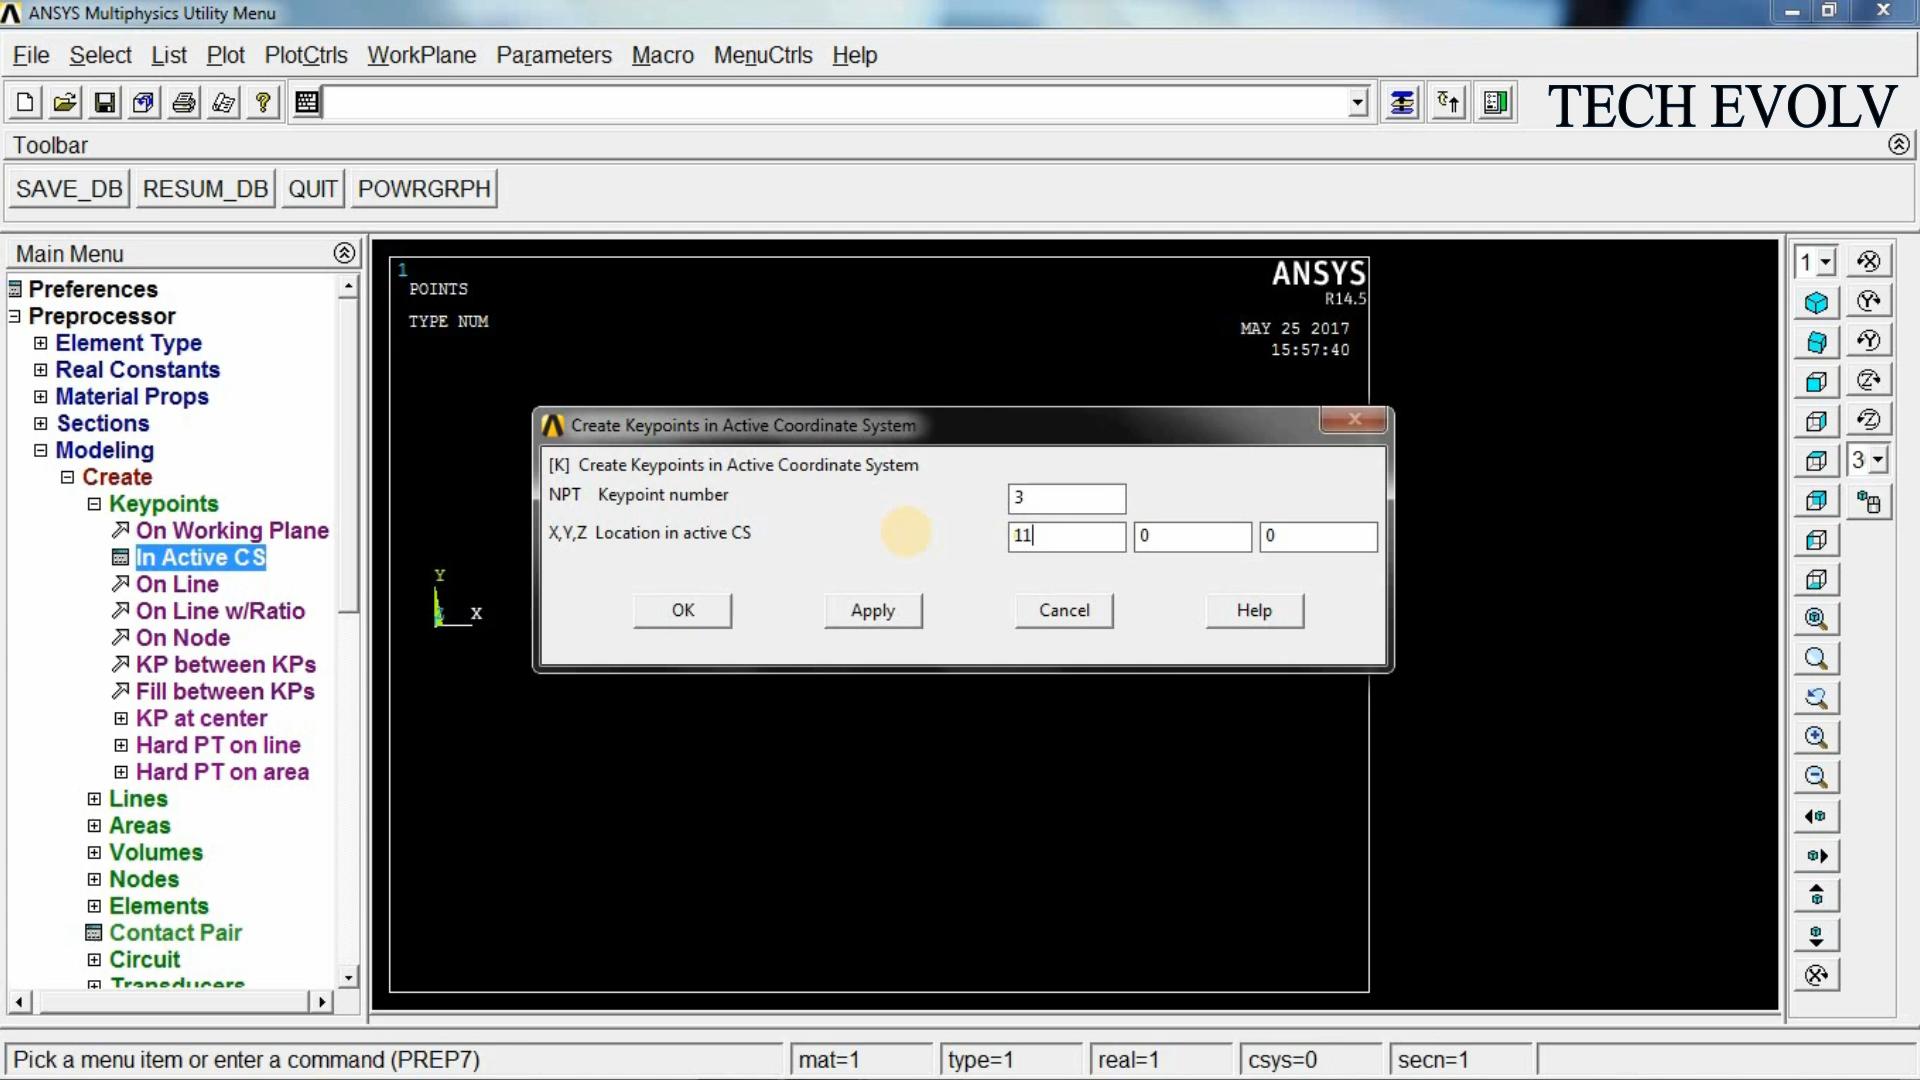 ANSYS Multiphysics Utility Menu
File Select List Plot PlotCtrls WorkPlane Parameters Macro MenuCtrls Help
TECH EVOLV
Toolbar
SAVE_DB RESUM_DB QUIT POWRGRPH
Main Menu
Preferences
Preprocessor
Element Type
Real Constants
Material Props
Sections
Modeling
Create
Keypoints
On Working Plane
In Active CS
On Line
On Line w/Ratio
On Node
KP between KPs
Fill between KPs
KP at center
Hard PT on line
Hard PT on area
Lines
Areas
Volumes
Nodes
Elements
Contact Pair
Circuit
Transducers
1
POINTS
TYPE NUM
ANSYS
R14.5
MAY 25 2017
15:57:40
Y
X
Create Keypoints in Active Coordinate System
[K] Create Keypoints in Active Coordinate System
NPT Keypoint number 3
X,Y,Z Location in active CS 11 0 0
OK Apply Cancel Help
1
3
Pick a menu item or enter a command (PREP7) mat=1 type=1 real=1 csys=0 secn=1